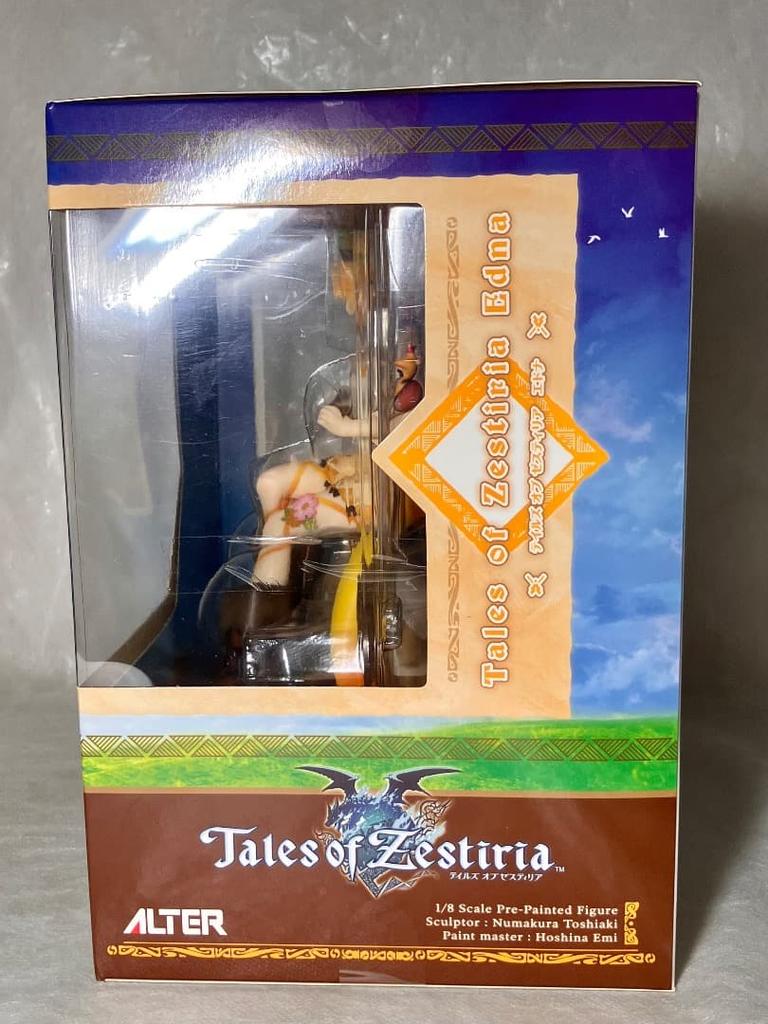 Tales of Zestiria Edna
テイルズ オブ ゼスティリア エドナ
Tales of Zestiria™
テイルズ オブ ゼスティリア
ALTER
1/8 Scale Pre-Painted Figure
Sculptor : Numakura Toshiaki
Paint master : Hoshina Emi